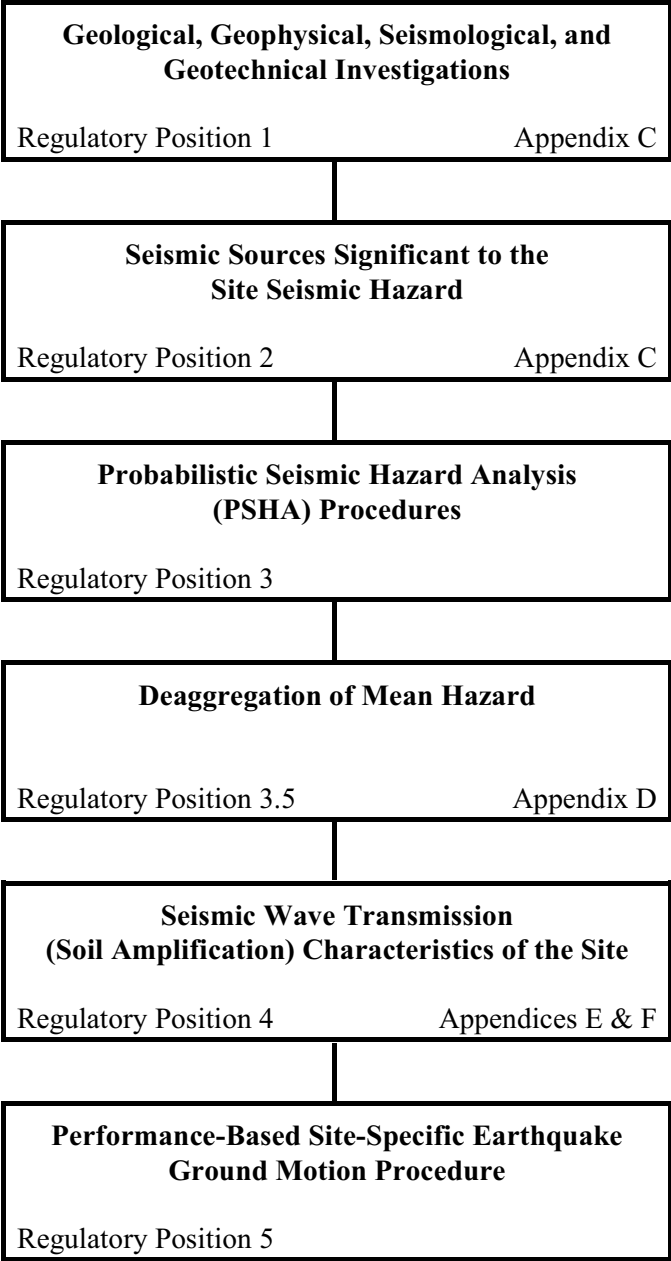 Geological, Geophysical, Seismological, and
Geotechnical Investigations
Regulatory Position 1 Appendix C
Seismic Sources Significant to the
Site Seismic Hazard
Regulatory Position 2 Appendix C
Probabilistic Seismic Hazard Analysis
(PSHA) Procedures
Regulatory Position 3
Deaggregation of Mean Hazard
Regulatory Position 3.5 Appendix D
Seismic Wave Transmission
(Soil Amplification) Characteristics of the Site
Regulatory Position 4 Appendices E & F
Performance-Based Site-Specific Earthquake
Ground Motion Procedure
Regulatory Position 5